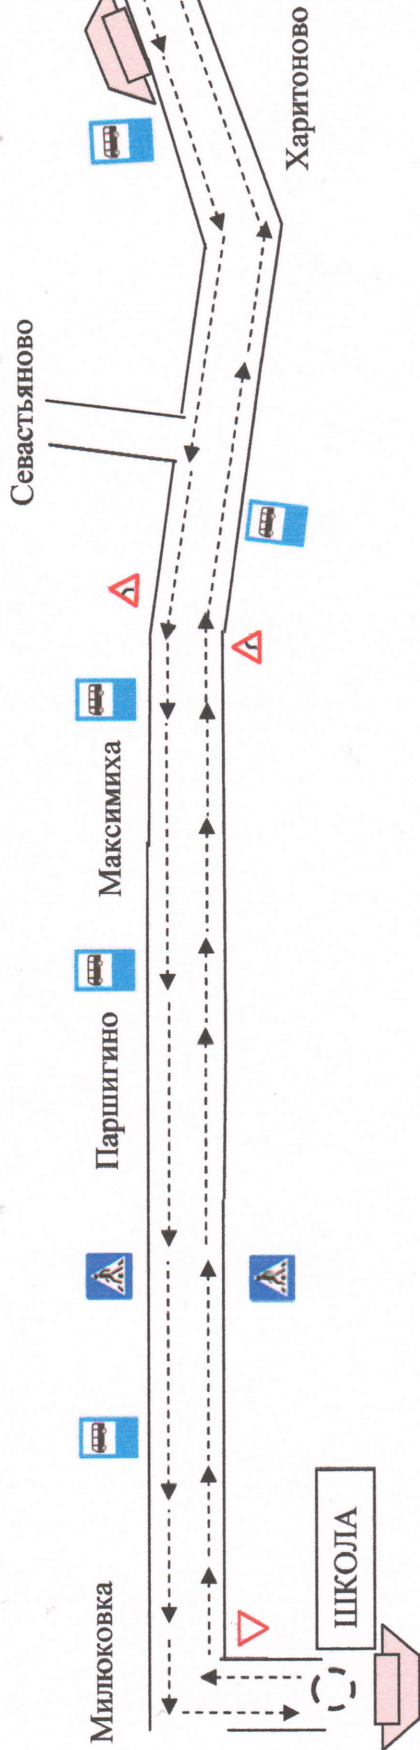 Милюковка
ШКОЛА
Паршигино
Максимиха
Севастьяново
Харитоново